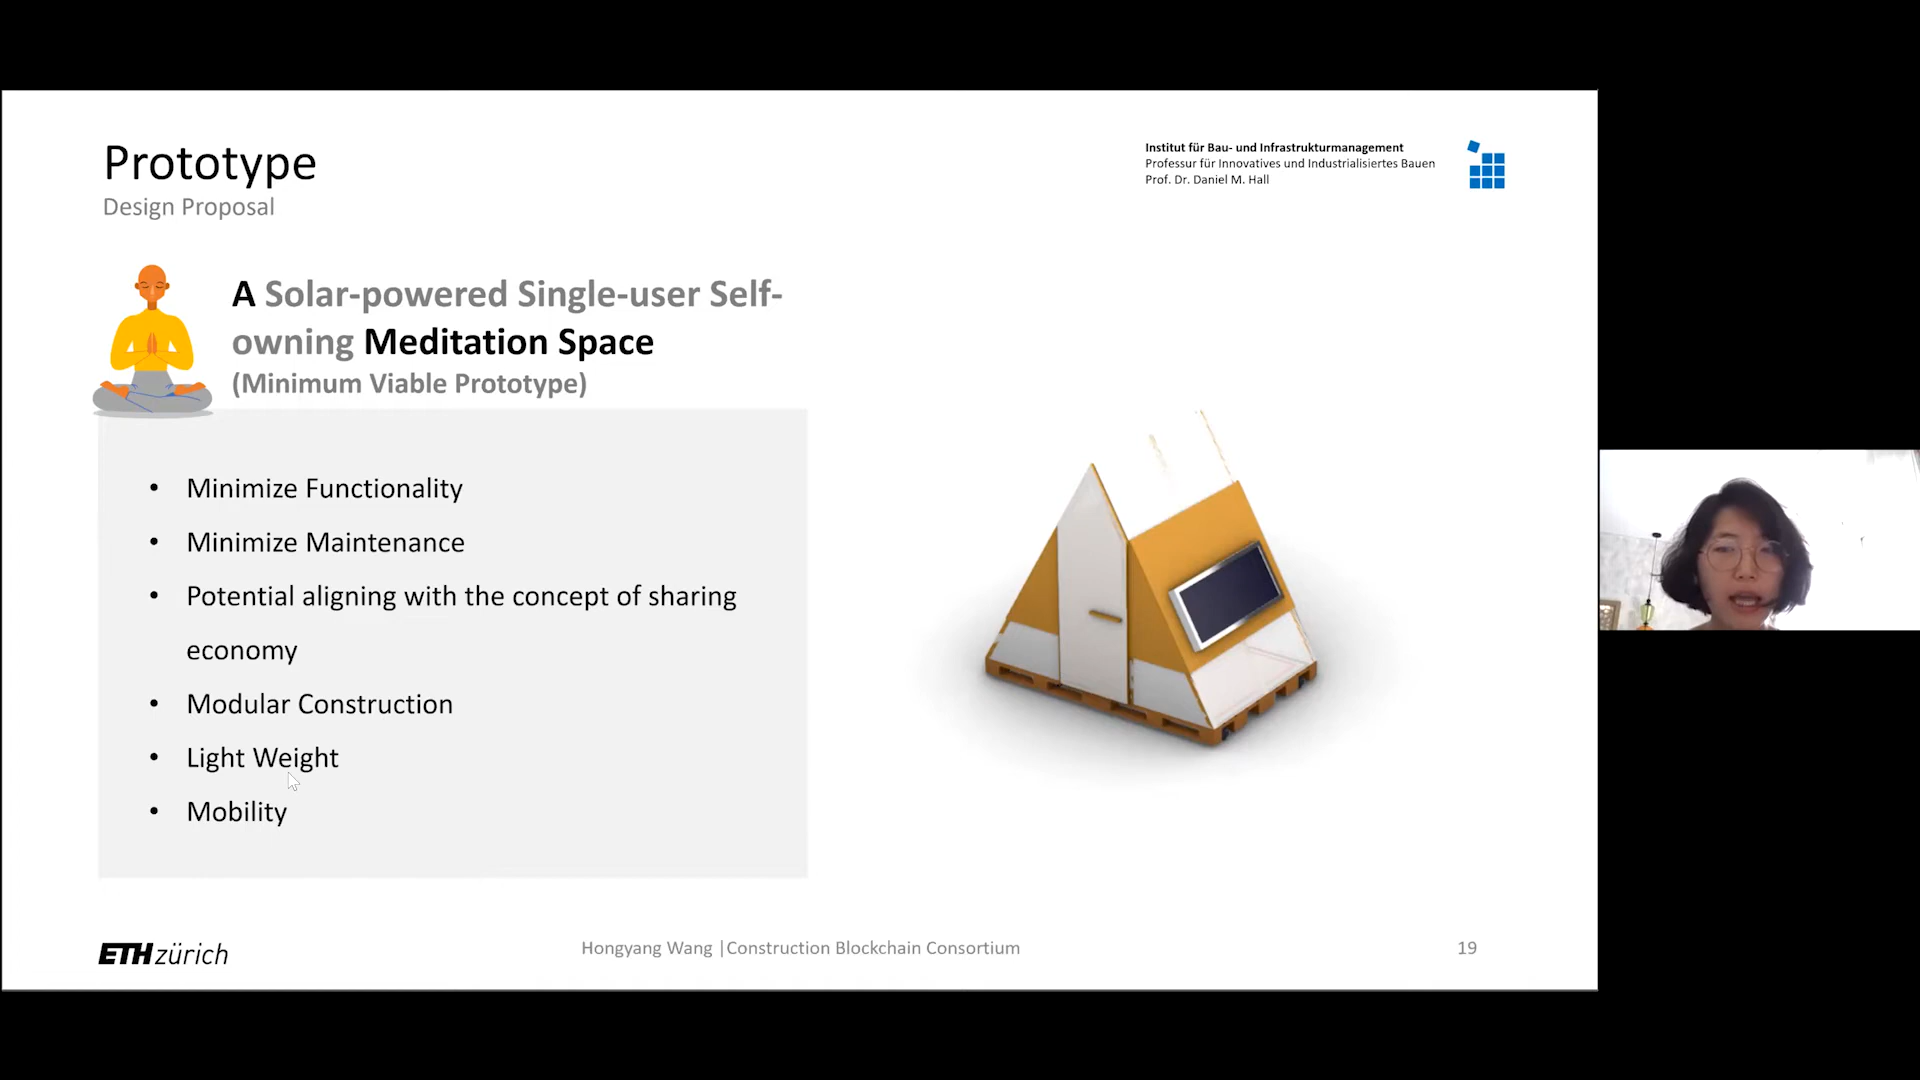 Prototype
Design Proposal
Institut für Bau- und Infrastrukturmanagement
Professur für Innovatives und Industrialisiertes Bauen
Prof. Dr. Daniel M. Hall
A Solar-powered Single-user Self-
owning Meditation Space
(Minimum Viable Prototype)
• Minimize Functionality
• Minimize Maintenance
• Potential aligning with the concept of sharing
economy
• Modular Construction
• Light Weight
• Mobility
ETH zürich
Hongyang Wang |Construction Blockchain Consortium
19